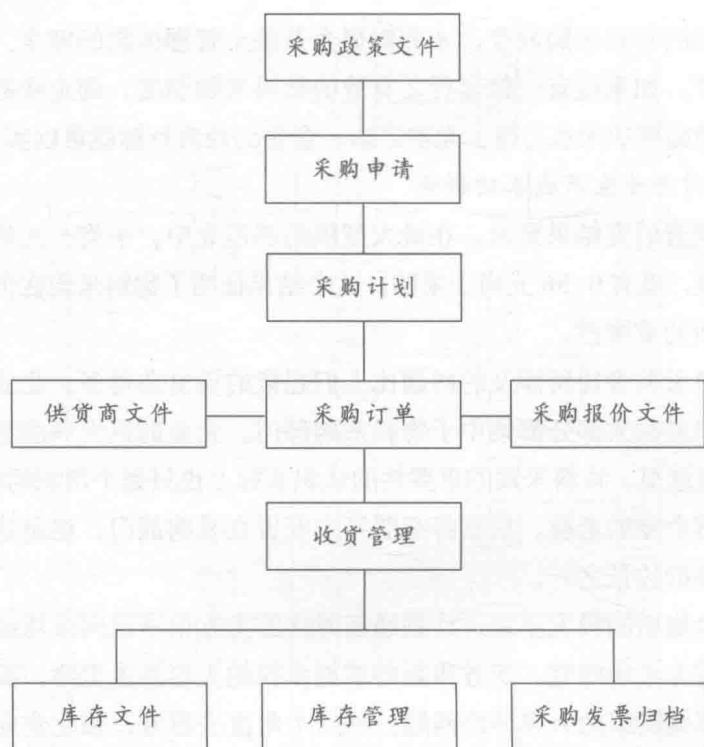 采购政策文件
采购申请
采购计划
供货商文件
采购订单
采购报价文件
收货管理
库存文件
库存管理
采购发票归档